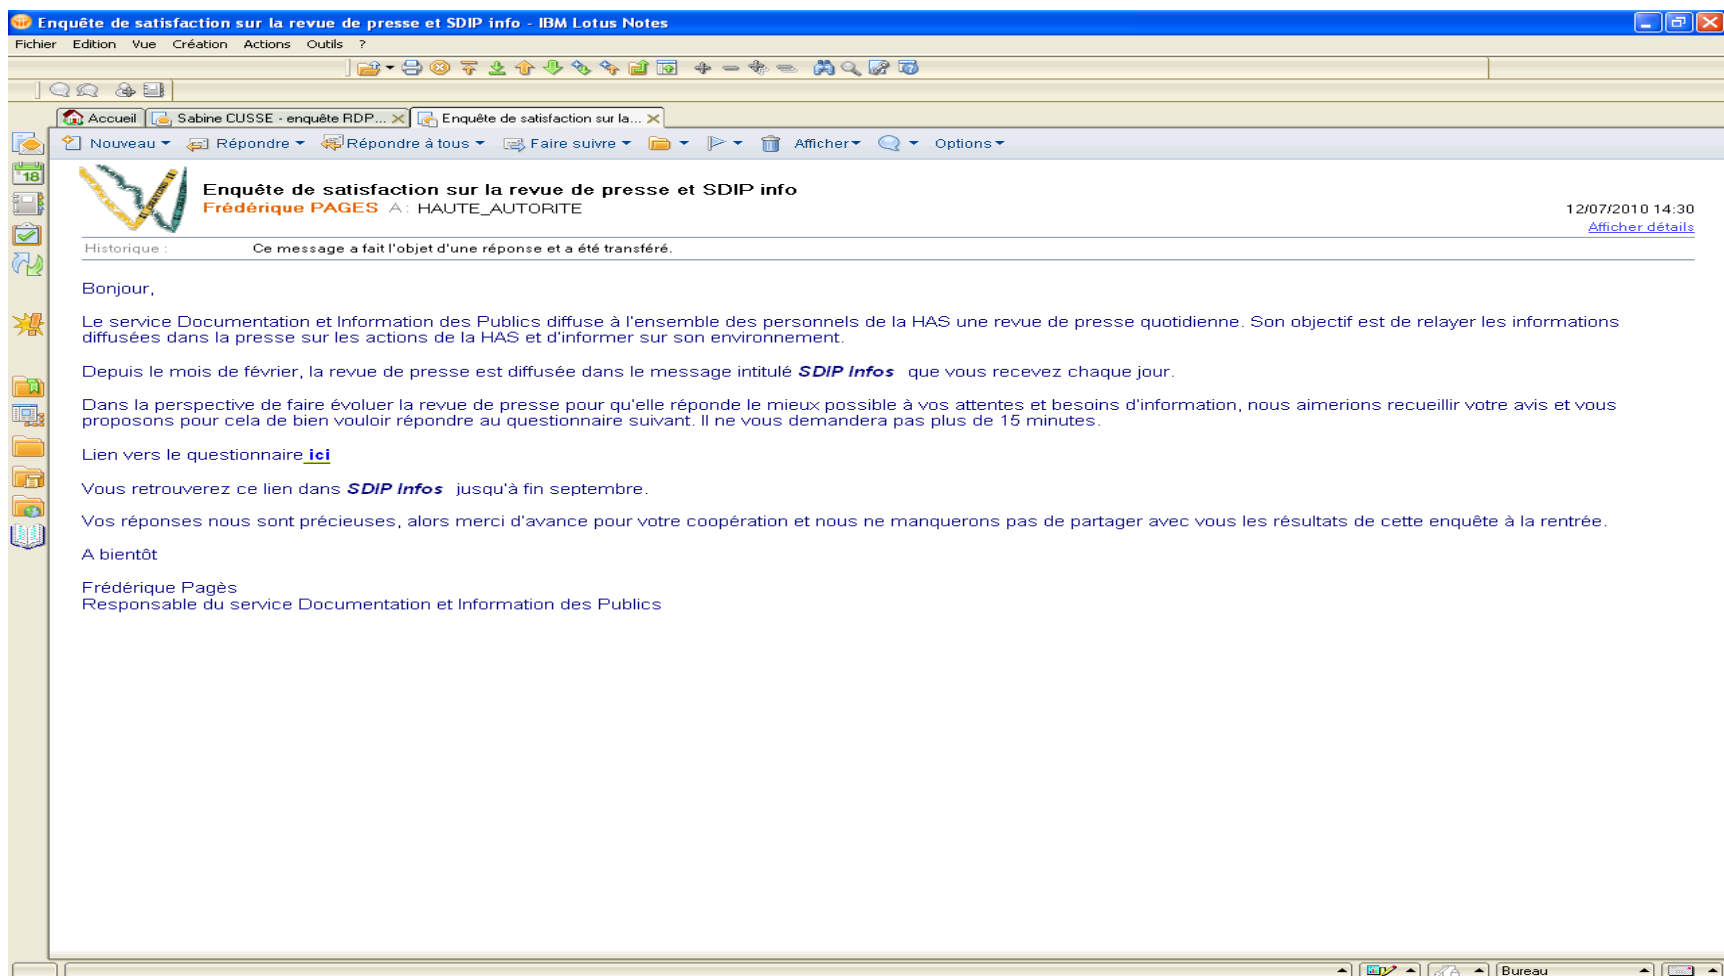 Enquête de satisfaction sur la revue de presse et SDIP info - IBM Lotus Notes
Fichier Edition Vue Création Actions Outils ?
Accueil Sabine CUSSE - enquête RDP... Enquête de satisfaction sur la...
Nouveau Répondre Répondre à tous Faire suivre Afficher Options
18
Enquête de satisfaction sur la revue de presse et SDIP info
Frédérique PAGES A : HAUTE_AUTORITE
12/07/2010 14:30
Afficher détails
Historique : Ce message a fait l'objet d'une réponse et a été transféré.
Bonjour,
Le service Documentation et Information des Publics diffuse à l'ensemble des personnels de la HAS une revue de presse quotidienne. Son objectif est de relayer les informations
diffusées dans la presse sur les actions de la HAS et d'informer sur son environnement.
Depuis le mois de février, la revue de presse est diffusée dans le message intitulé SDIP Infos que vous recevez chaque jour.
Dans la perspective de faire évoluer la revue de presse pour qu'elle réponde le mieux possible à vos attentes et besoins d'information, nous aimerions recueillir votre avis et vous
proposons pour cela de bien vouloir répondre au questionnaire suivant. Il ne vous demandera pas plus de 15 minutes.
Lien vers le questionnaire ici
Vous retrouverez ce lien dans SDIP Infos jusqu'à fin septembre.
Vos réponses nous sont précieuses, alors merci d'avance pour votre coopération et nous ne manquerons pas de partager avec vous les résultats de cette enquête à la rentrée.
A bientôt
Frédérique Pagès
Responsable du service Documentation et Information des Publics
Bureau